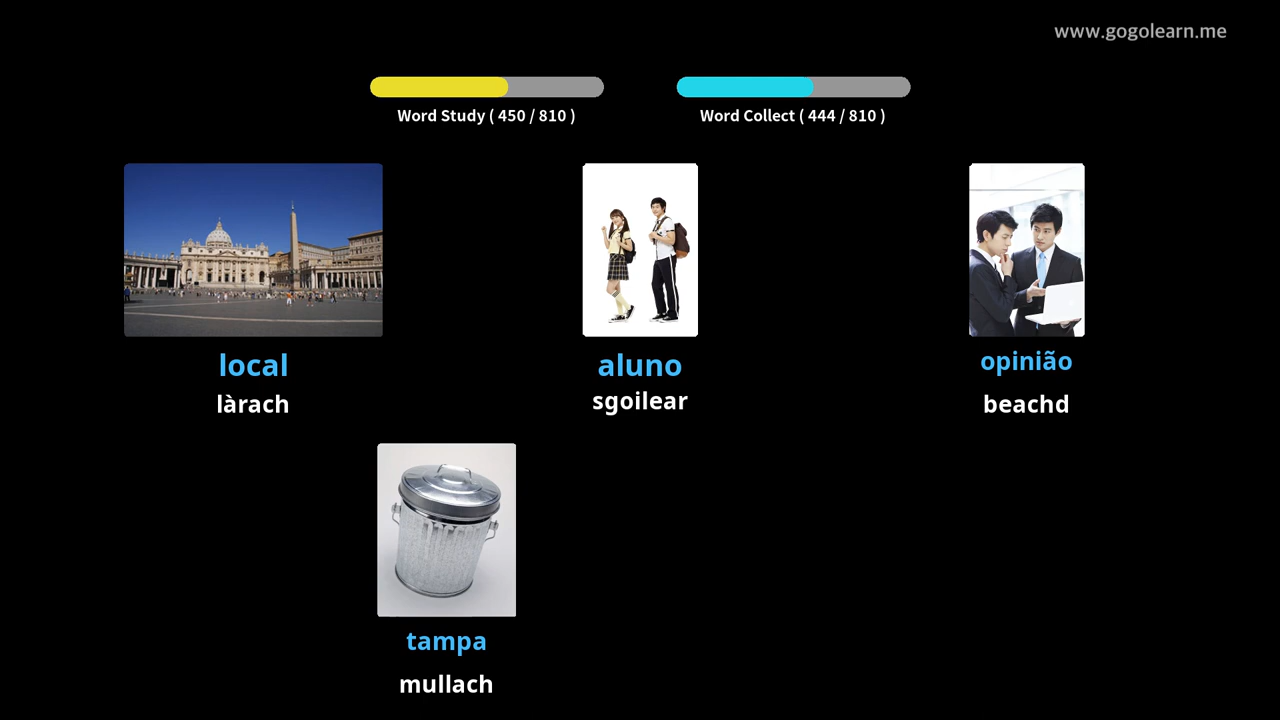 www.gogolearn.me
Word Study ( 450 / 810 )
Word Collect ( 444 / 810 )
local
làrach
aluno
sgoilear
opinião
beachd
tampa
mullach